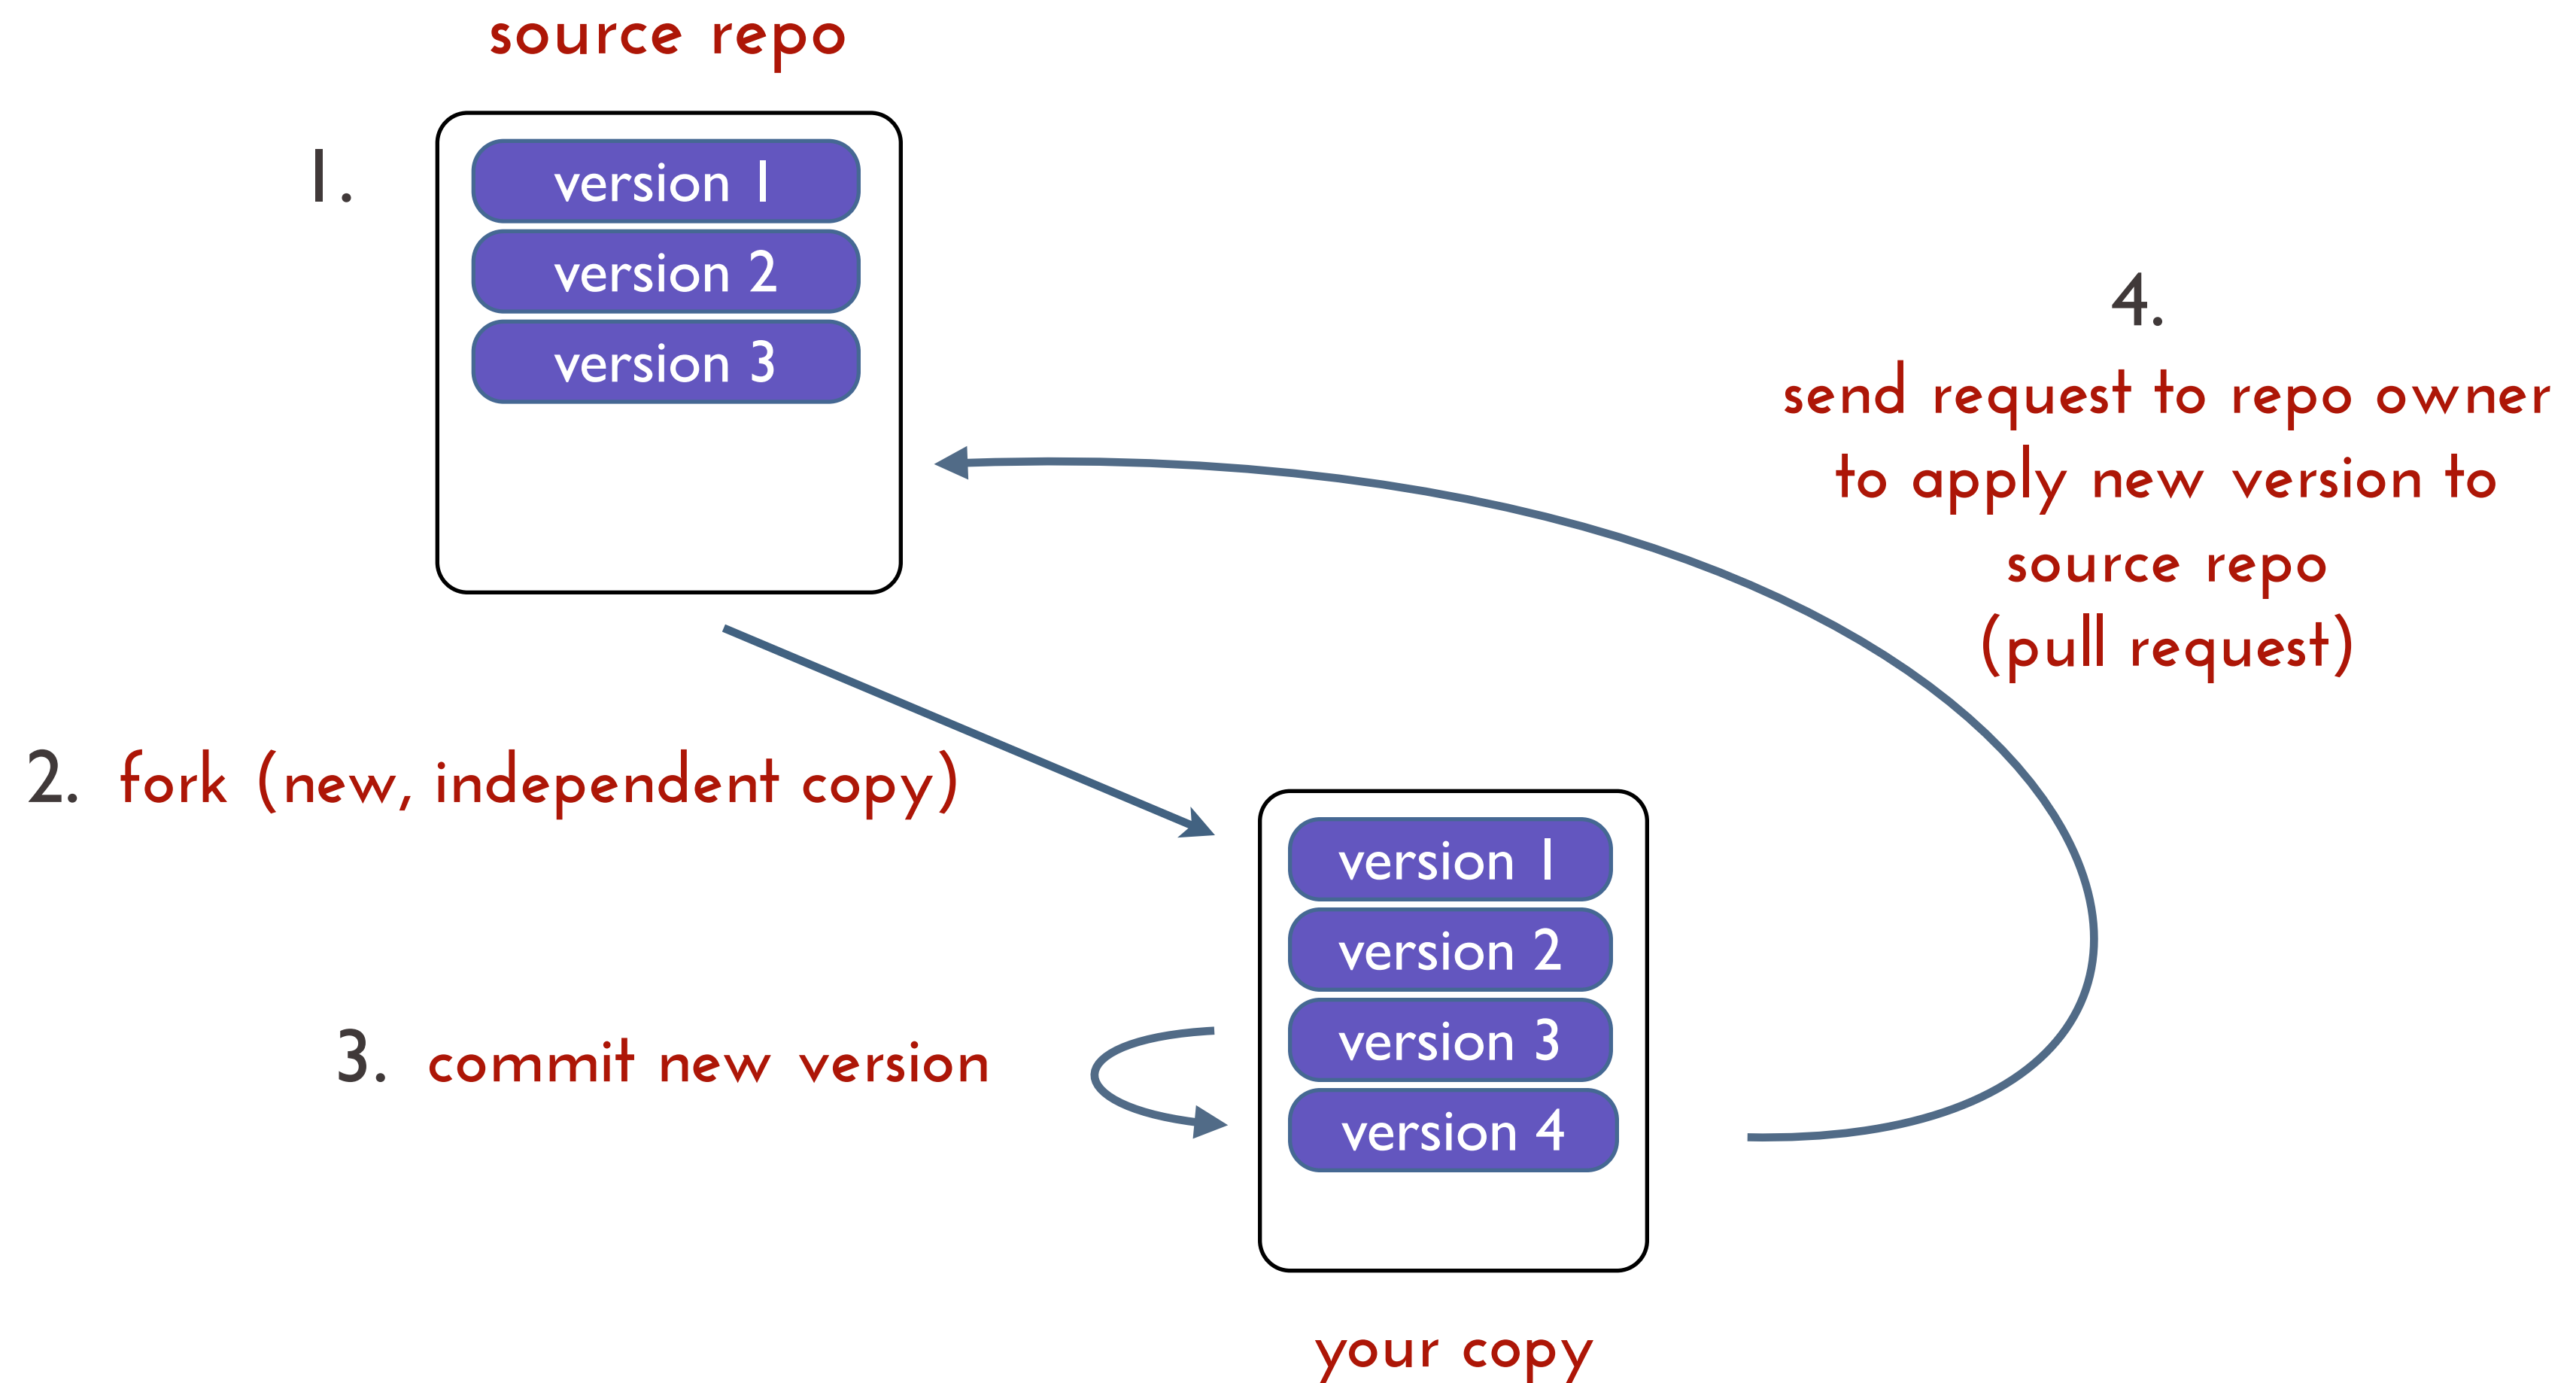 source repo
1.
version 1
version 2
version 3
4.
send request to repo owner
to apply new version to
source repo
(pull request)
2. fork (new, independent copy)
version 1
version 2
version 3
version 4
3. commit new version
your copy